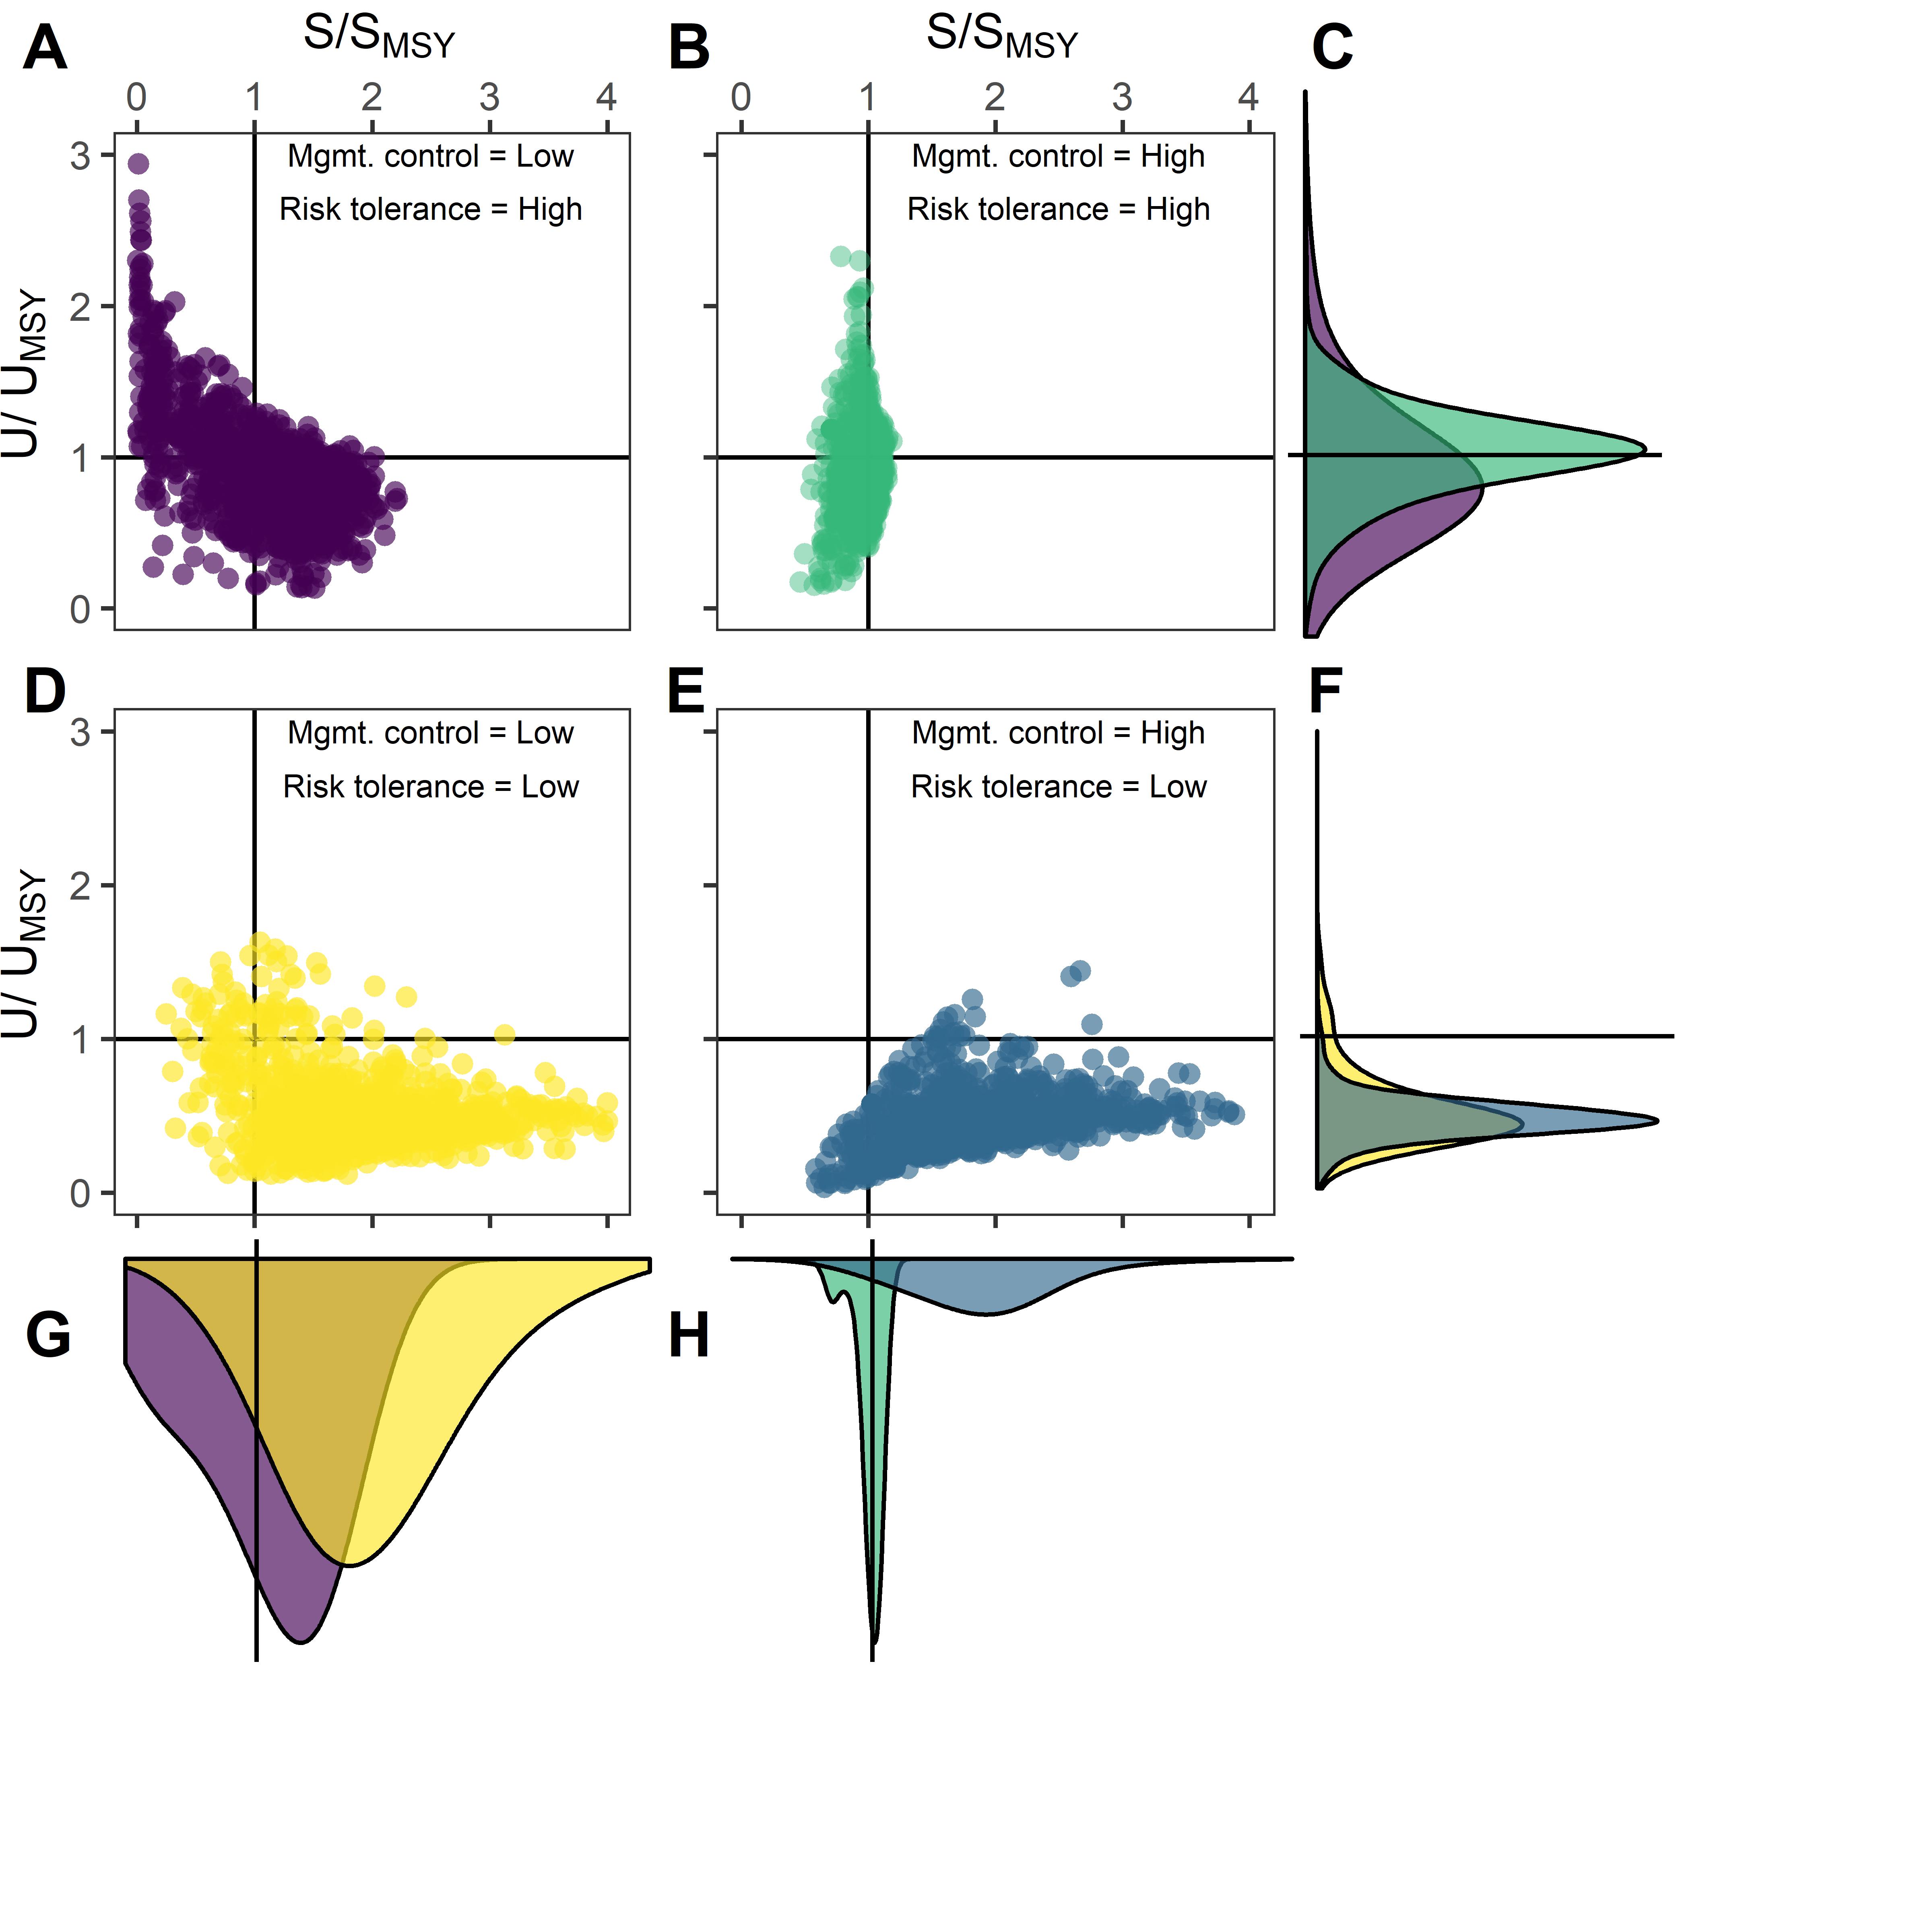 A
S/SMSY
B
S/SMSY
C
0 1 2 3 4
0 1 2 3 4
Mgmt. control = Low
Risk tolerance = High
Mgmt. control = High
Risk tolerance = High
3
2
1
0
U/ UMSY
D
E
F
Mgmt. control = Low
Risk tolerance = Low
Mgmt. control = High
Risk tolerance = Low
3
2
1
0
U/ UMSY
G
H